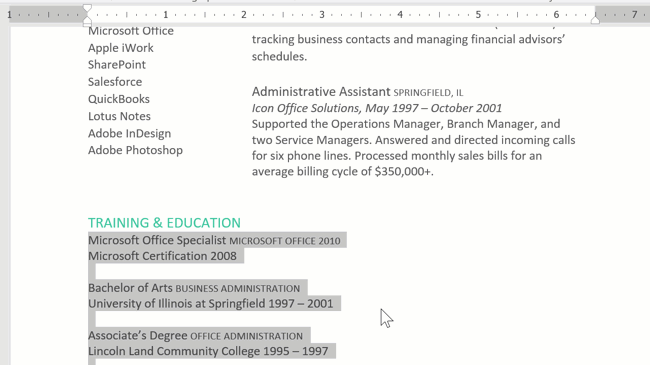 1 1 2 3 4 5 6 7
Microsoft Office
Apple iWork
SharePoint
Salesforce
QuickBooks
Lotus Notes
Adobe InDesign
Adobe Photoshop
tracking business contacts and managing financial advisors’
schedules.
Administrative Assistant SPRINGFIELD, IL
Icon Office Solutions, May 1997 – October 2001
Supported the Operations Manager, Branch Manager, and
two Service Managers. Answered and directed incoming calls
for six phone lines. Processed monthly sales bills for an
average billing cycle of $350,000+.
TRAINING & EDUCATION
Microsoft Office Specialist MICROSOFT OFFICE 2010
Microsoft Certification 2008
Bachelor of Arts BUSINESS ADMINISTRATION
University of Illinois at Springfield 1997 – 2001
Associate’s Degree OFFICE ADMINISTRATION
Lincoln Land Community College 1995 – 1997